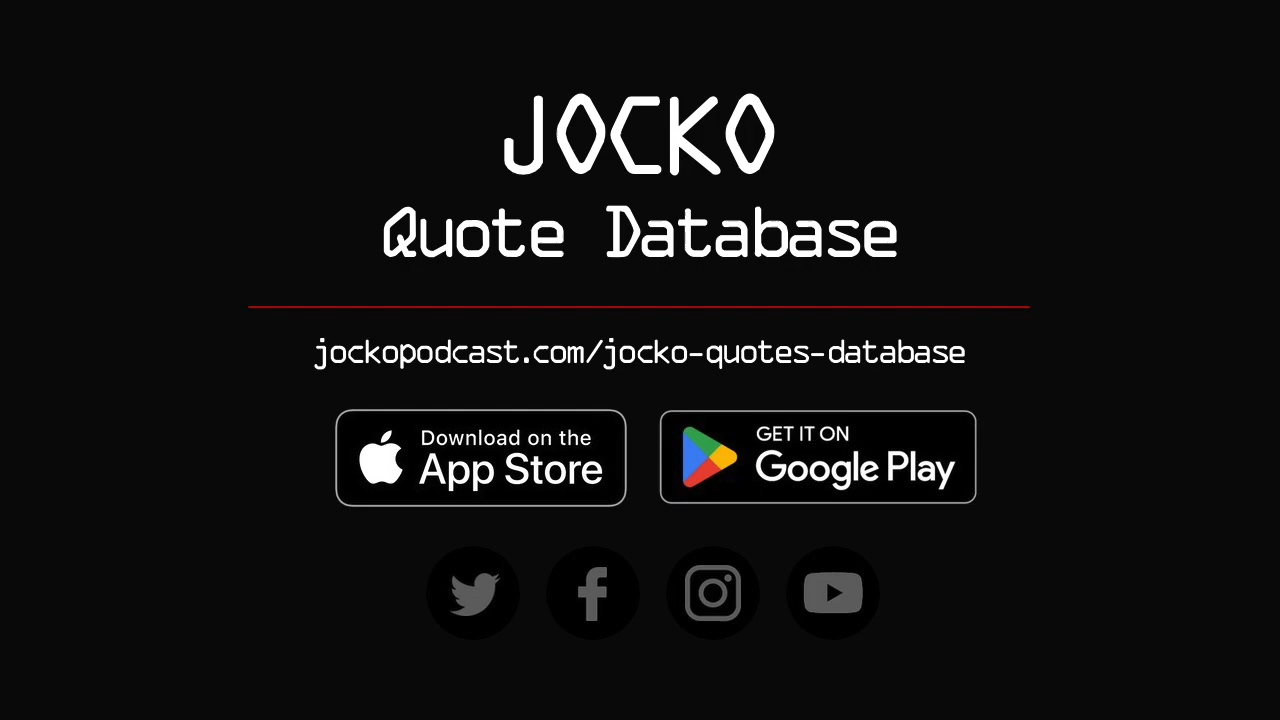 JOCKO
Quote Database
jockopodcast.com/jocko-quotes-database
Download on the
App Store
GET IT ON
Google Play